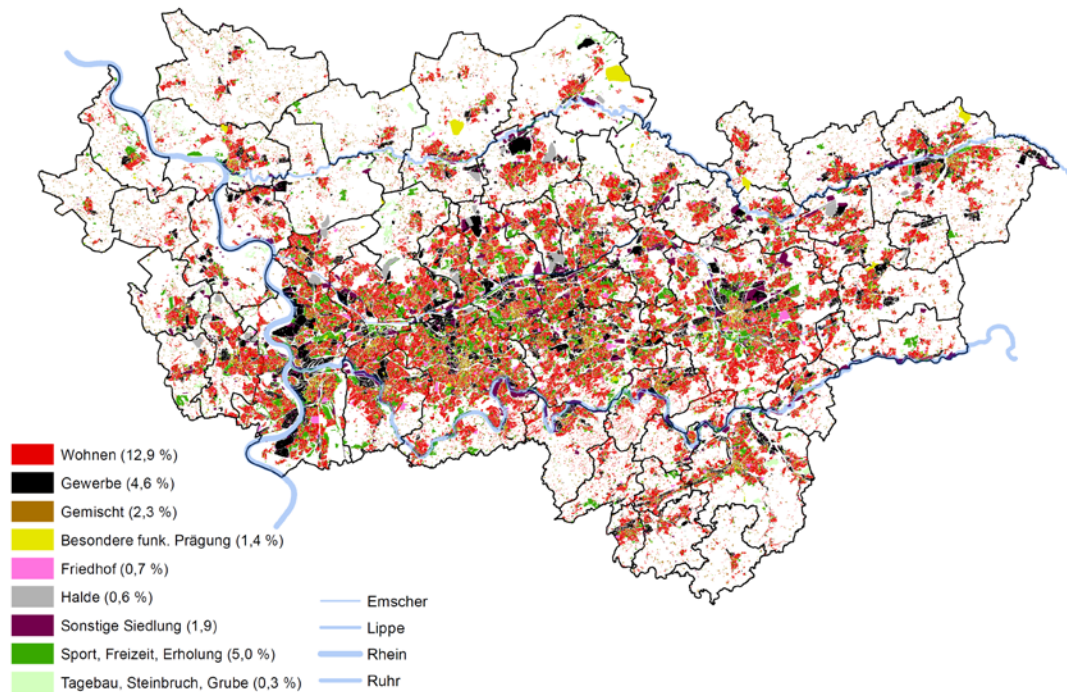 Wohnen (12,9 %)
Gewerbe (4,6 %)
Gemischt (2,3 %)
Besondere funk. Prägung (1,4 %)
Friedhof (0,7 %)
Halde (0,6 %)
Sonstige Siedlung (1,9)
Sport, Freizeit, Erholung (5,0 %)
Tagebau, Steinbruch, Grube (0,3 %)
Emscher
Lippe
Rhein
Ruhr